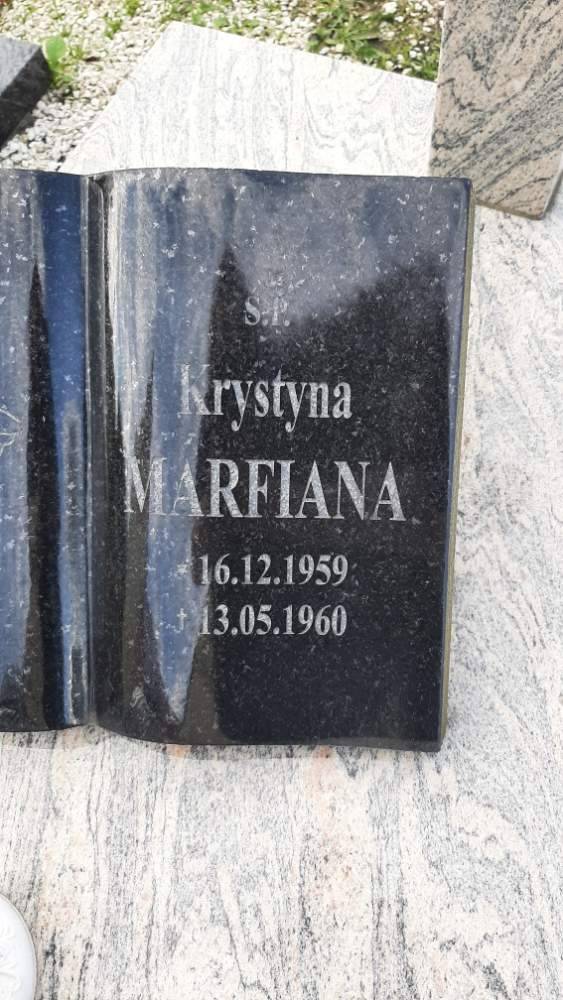 Ś.P.
Krystyna
MARFIANA
* 16.12.1959
† 13.05.1960